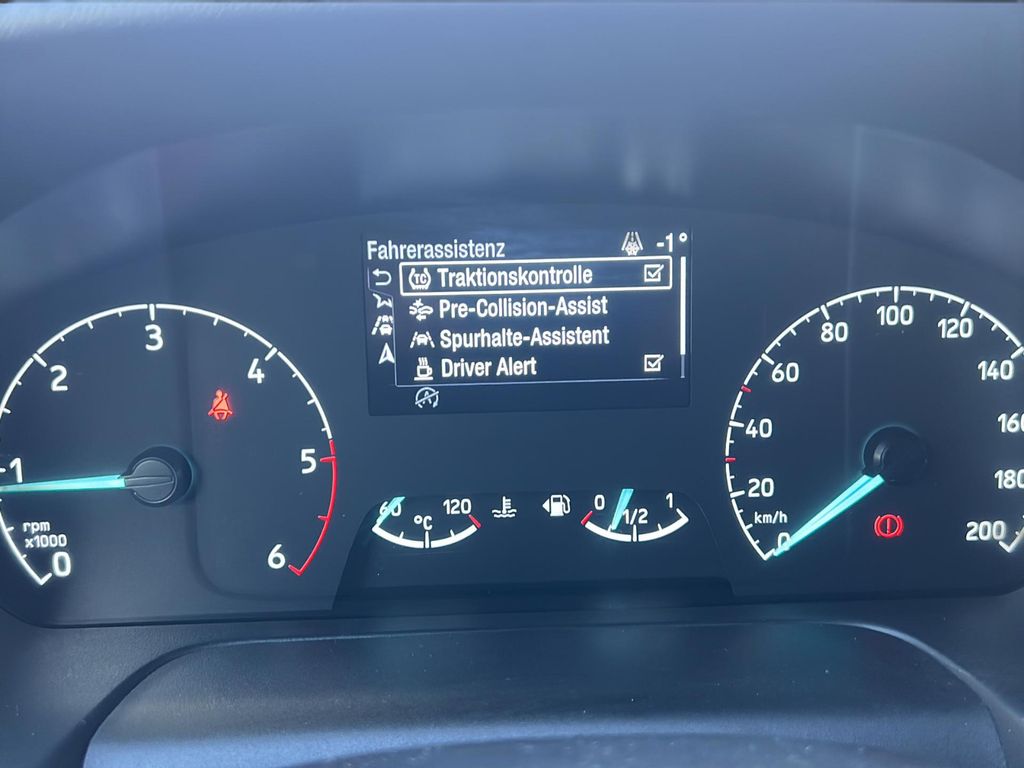 Fahrerassistenz -1°
TC Traktionskontrolle
Pre-Collision-Assist
Spurhalte-Assistent
Driver Alert
0
1
2
3
4
5
6
rpm
x1000
60
120
°C
0
1/2
1
0
20
40
60
80
100
120
140
160
180
200
km/h